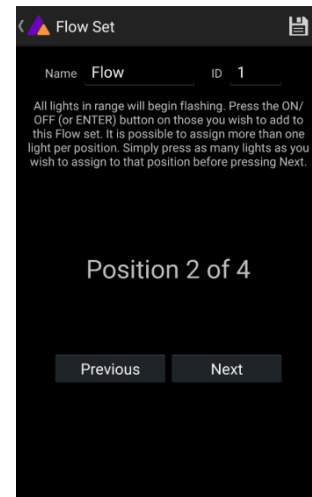 Flow Set
Name Flow ID 1
All lights in range will begin flashing. Press the ON/
OFF (or ENTER) button on those you wish to add to
this Flow set. It is possible to assign more than one
light per position. Simply press as many lights as you
wish to assign to that position before pressing Next.
Position 2 of 4
Previous Next